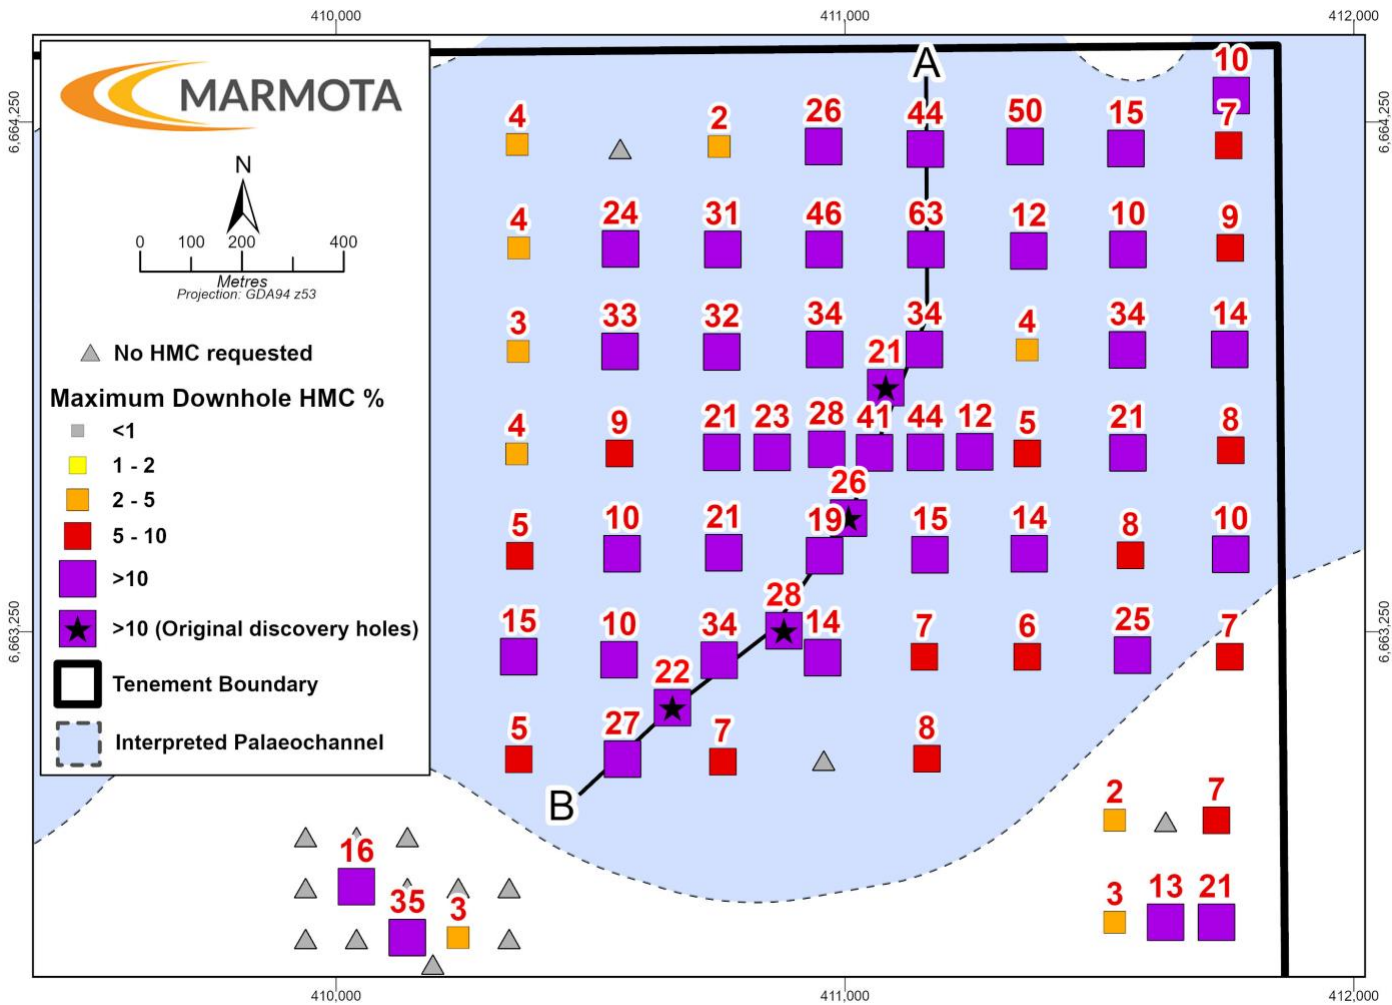 410,000 411,000 412,000
MARMOTA
N
0 100 200 400
Metres
Projection: GDA94 z53
No HMC requested
Maximum Downhole HMC %
<1
1 - 2
2 - 5
5 - 10
>10
>10 (Original discovery holes)
Tenement Boundary
Interpreted Palaeochannel
6,664,250
6,663,250
A
10
4 2 26 44 50 15 7
4 24 31 46 63 12 10 9
3 33 32 34 34 4 34 14
21
4 9 21 23 28 41 44 12 5 21 8
26
5 10 21 19 15 14 8 10
28
15 10 34 14 7 6 25 7
22
5 27 7 8
B
2 7
16
35 3
3 13 21
6,664,250
6,663,250
410,000 411,000 412,000